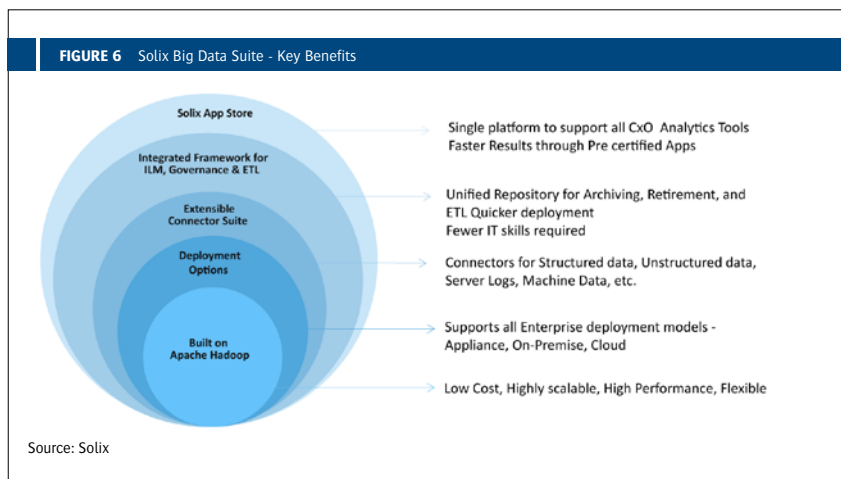 FIGURE 6 Solix Big Data Suite - Key Benefits
Solix App Store
Integrated Framework for
ILM, Governance & ETL
Extensible
Connector Suite
Deployment
Options
Built on
Apache Hadoop
Single platform to support all CxO Analytics Tools
Faster Results through Pre certified Apps
Unified Repository for Archiving, Retirement, and
ETL Quicker deployment
Fewer IT skills required
Connectors for Structured data, Unstructured data,
Server Logs, Machine Data, etc.
Supports all Enterprise deployment models -
Appliance, On-Premise, Cloud
Low Cost, Highly scalable, High Performance, Flexible
Source: Solix